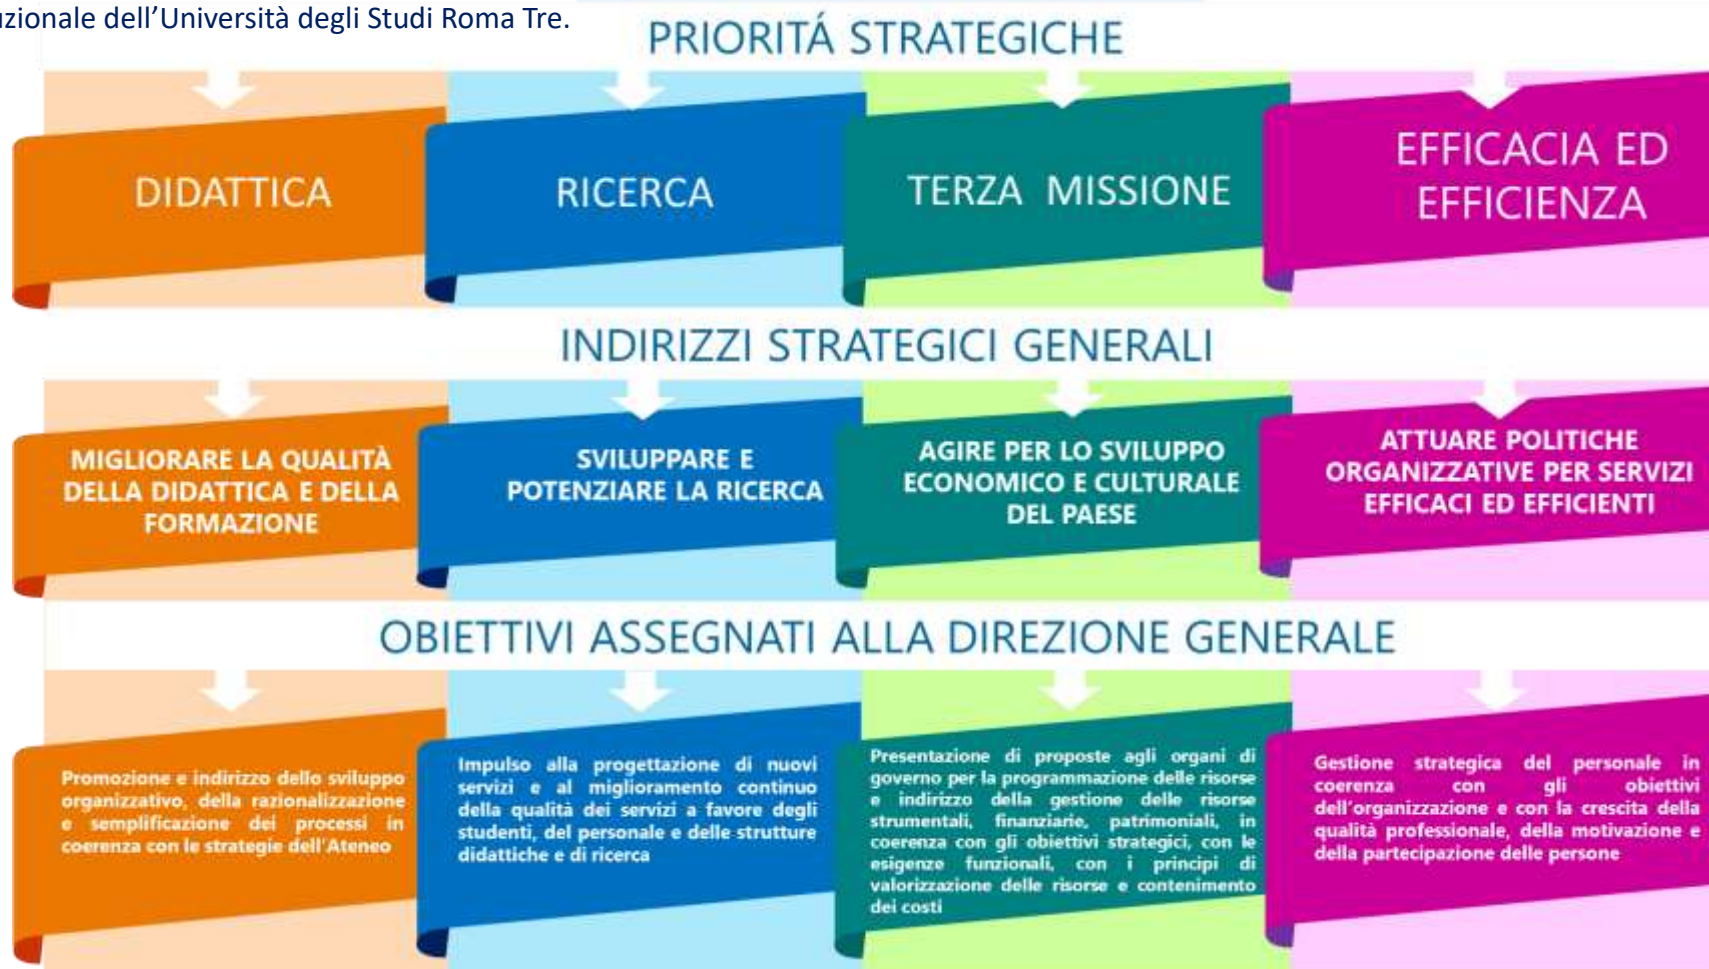 uzionale dell’Università degli Studi Roma Tre.
PRIORITÁ STRATEGICHE
DIDATTICA
RICERCA
TERZA MISSIONE
EFFICACIA ED
EFFICIENZA
INDIRIZZI STRATEGICI GENERALI
MIGLIORARE LA QUALITÀ
DELLA DIDATTICA E DELLA
FORMAZIONE
SVILUPPARE E
POTENZIARE LA RICERCA
AGIRE PER LO SVILUPPO
ECONOMICO E CULTURALE
DEL PAESE
ATTUARE POLITICHE
ORGANIZZATIVE PER SERVIZI
EFFICACI ED EFFICIENTI
OBIETTIVI ASSEGNATI ALLA DIREZIONE GENERALE
Promozione e indirizzo dello sviluppo
organizzativo, della razionalizzazione
e semplificazione dei processi in
coerenza con le strategie dell'Ateneo
Impulso alla progettazione di nuovi
servizi e al miglioramento continuo
della qualità dei servizi a favore degli
studenti, del personale e delle strutture
didattiche e di ricerca
Presentazione di proposte agli organi di
governo per la programmazione delle risorse
e indirizzo della gestione delle risorse
strumentali, finanziarie, patrimoniali, in
coerenza con gli obiettivi strategici, con le
esigenze funzionali, con i principi di
valorizzazione delle risorse e contenimento
dei costi
Gestione strategica del personale in
coerenza con gli obiettivi
dell'organizzazione e con la crescita della
qualità professionale, della motivazione e
della partecipazione delle persone